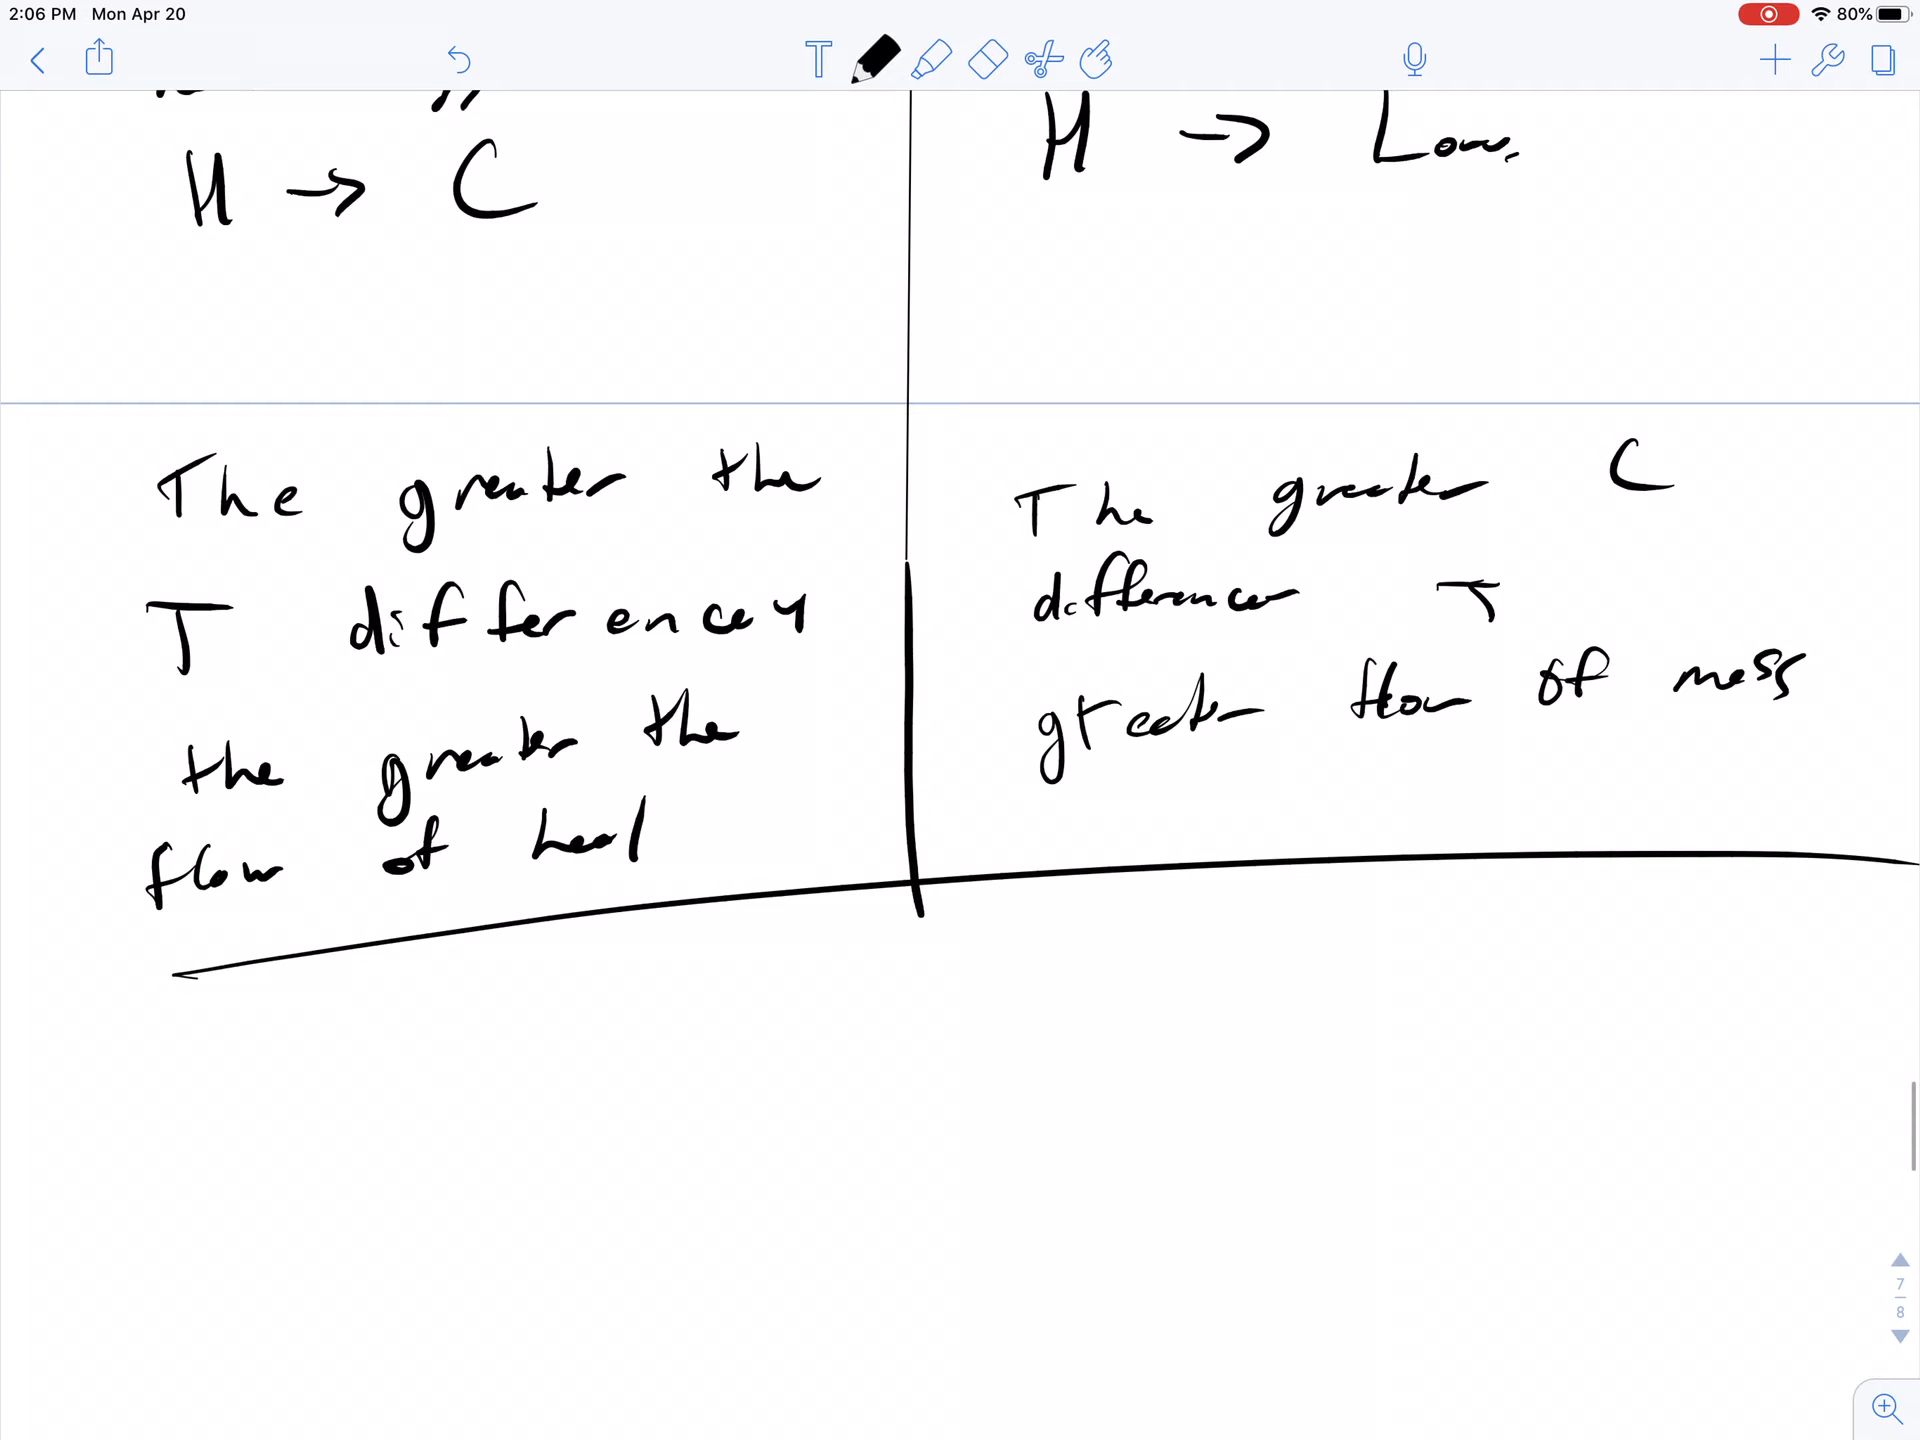 2:06 PM Mon Apr 20
80%
T
H → C
H → Low.
The greater the
T difference,
the greater the
flow of heat
The greater C
difference T
greater flow of mass
7
8